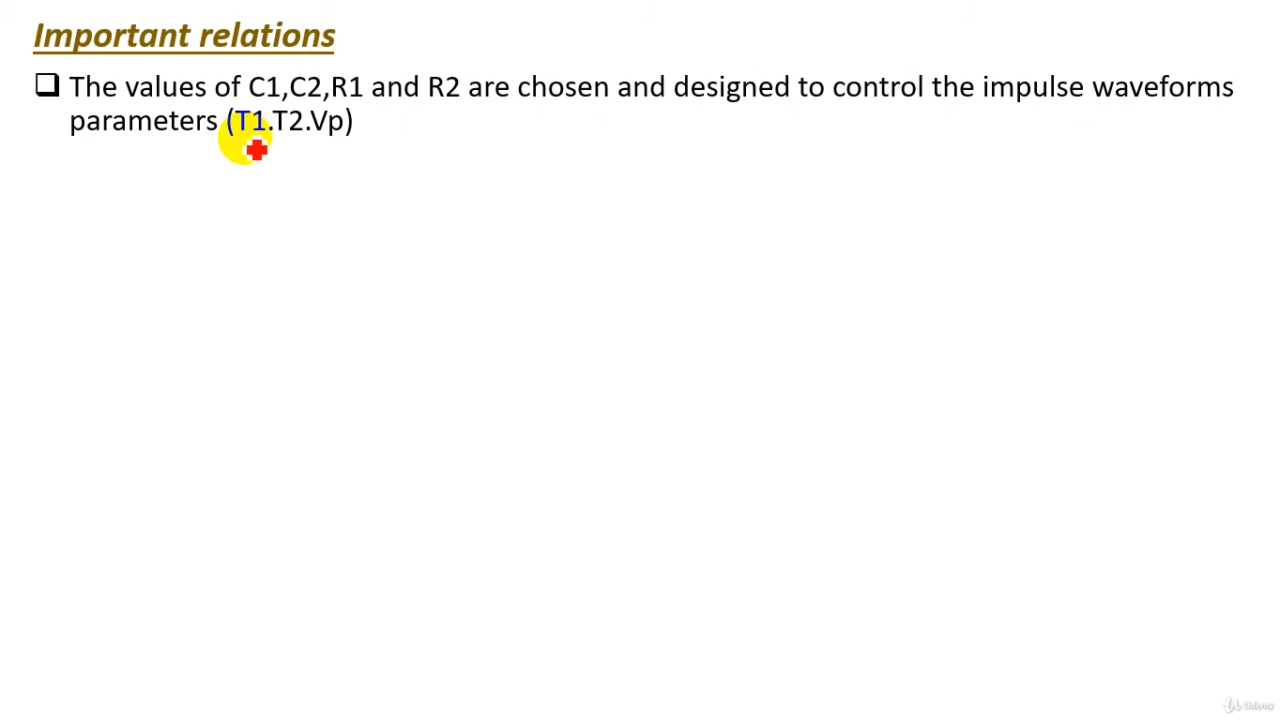 Important relations
❑ The values of C1,C2,R1 and R2 are chosen and designed to control the impulse waveforms
parameters (T1.T2.Vp)
Udemy